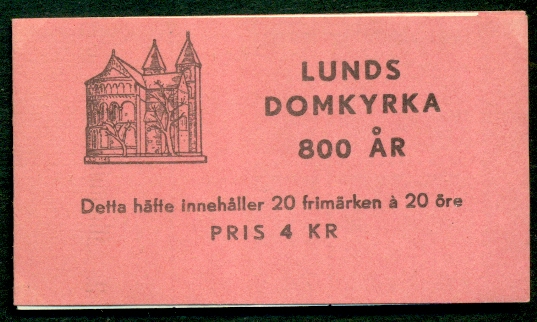 LUNDS
DOMKYRKA
800 ÅR
Detta häfte innehåller 20 frimärken à 20 öre
PRIS 4 KR